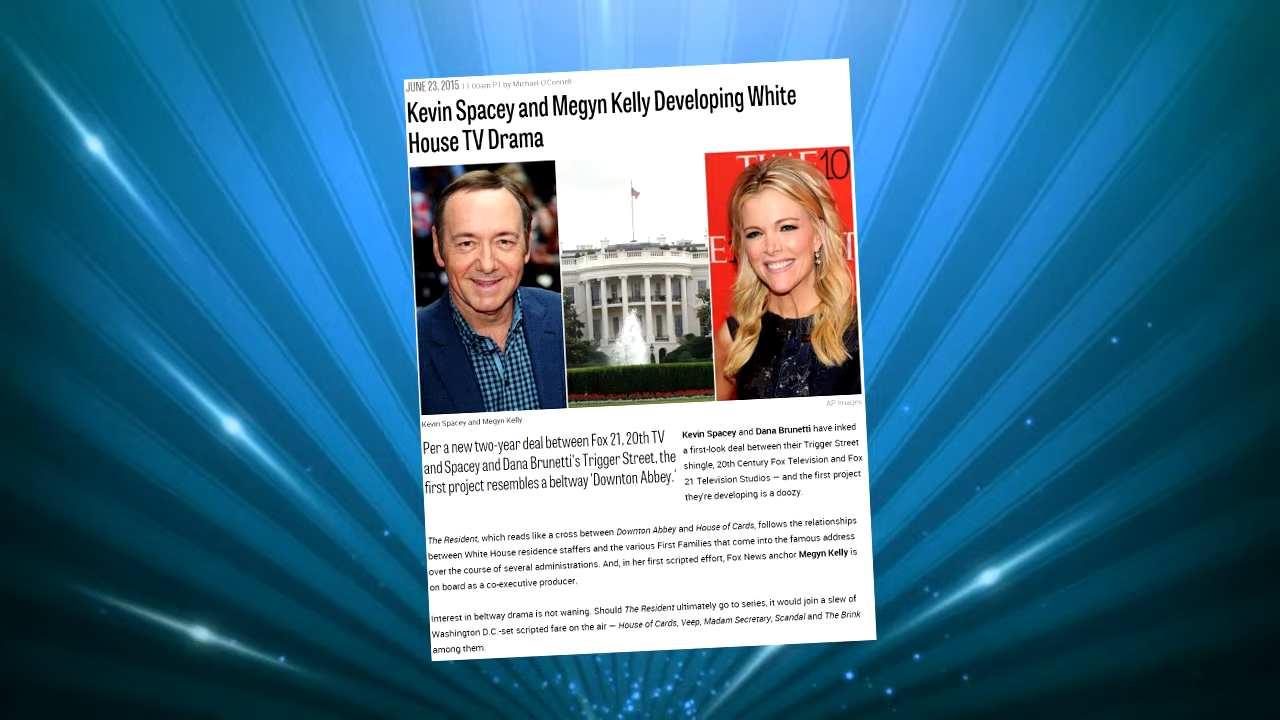 JUNE 23, 2015 11:00am PT by Michael O'Connell
Kevin Spacey and Megyn Kelly Developing White
House TV Drama
TIME 10
E T
AP Images
Kevin Spacey and Megyn Kelly
Per a new two-year deal between Fox 21, 20th TV
and Spacey and Dana Brunetti's Trigger Street, the
first project resembles a beltway 'Downton Abbey.'
Kevin Spacey and Dana Brunetti have inked
a first-look deal between their Trigger Street
shingle, 20th Century Fox Television and Fox
21 Television Studios — and the first project
they're developing is a doozy.
The Resident, which reads like a cross between Downton Abbey and House of Cards, follows the relationships
between White House residence staffers and the various First Families that come into the famous address
over the course of several administrations. And, in her first scripted effort, Fox News anchor Megyn Kelly is
on board as a co-executive producer.
Interest in beltway drama is not waning. Should The Resident ultimately go to series, it would join a slew of
Washington D.C.-set scripted fare on the air — House of Cards, Veep, Madam Secretary, Scandal and The Brink
among them.